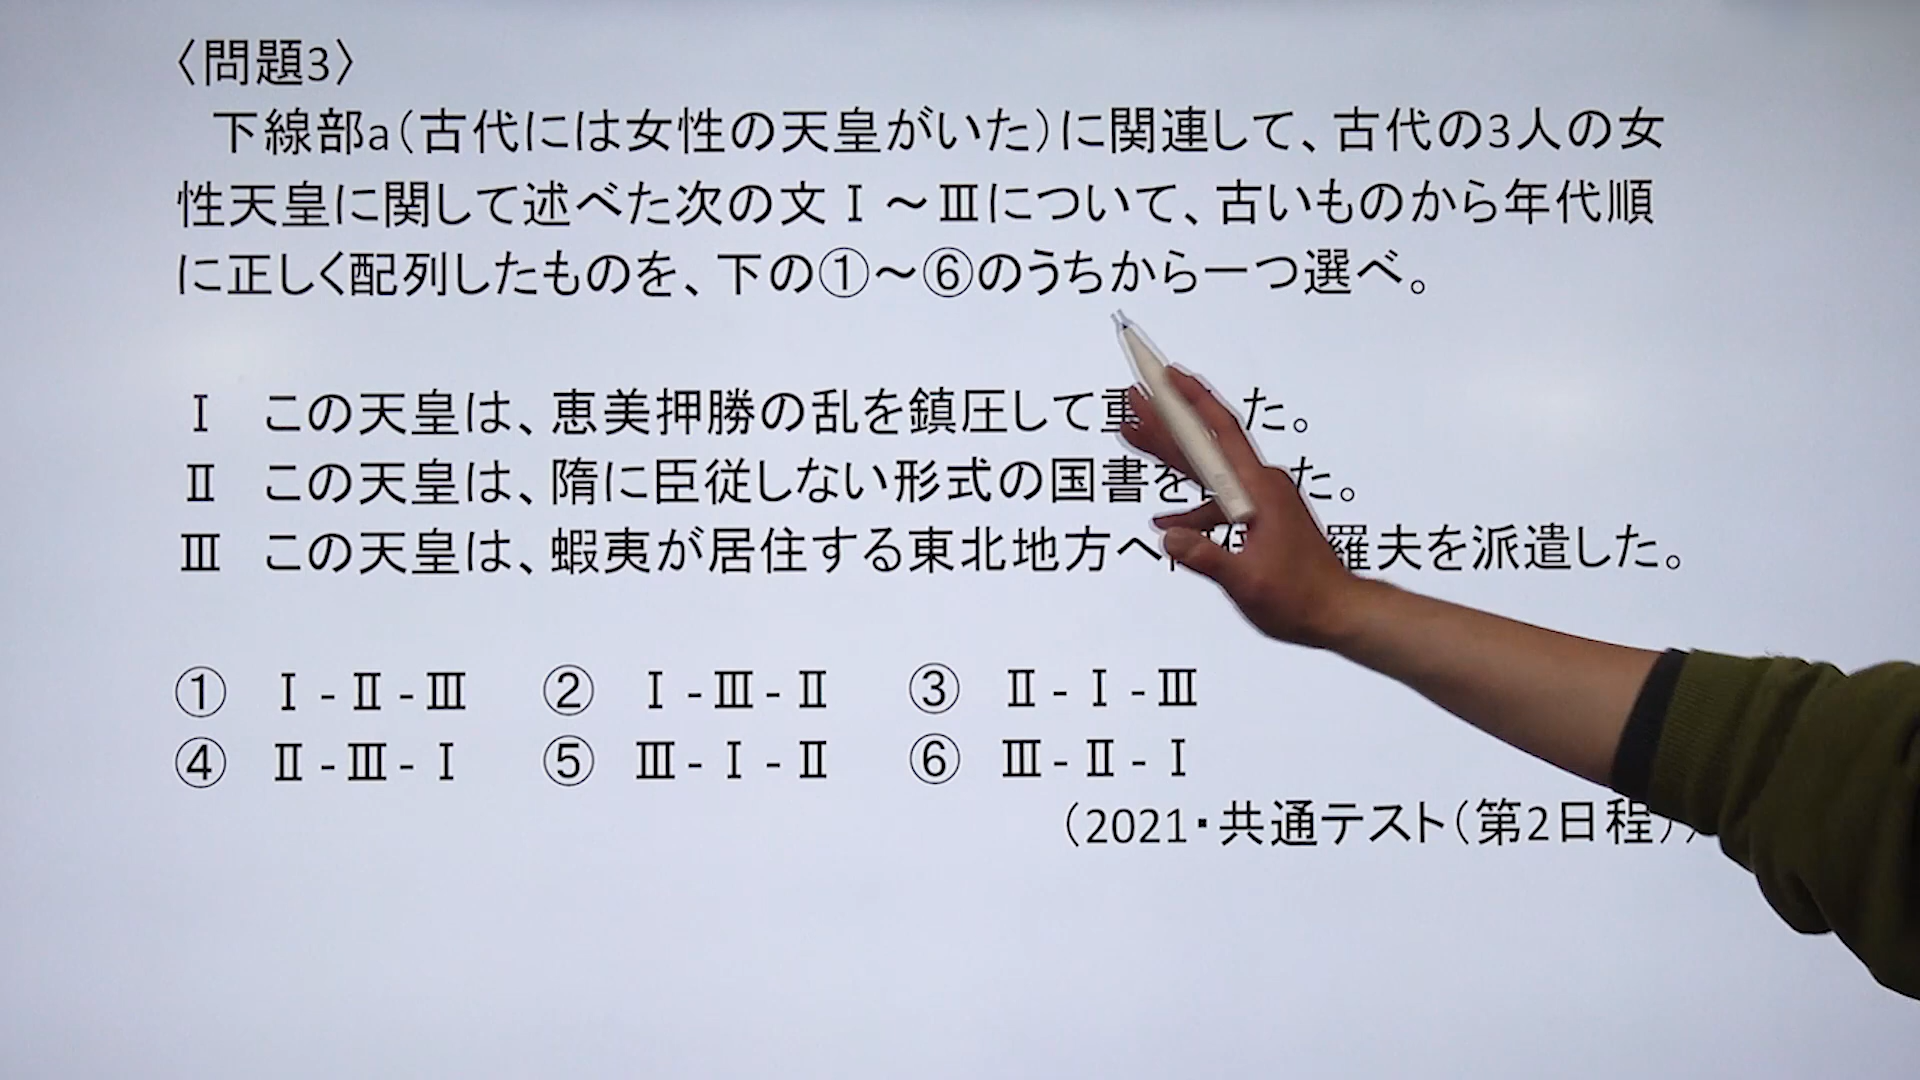 〈問題3〉
下線部a（古代には女性の天皇がいた）に関連して、古代の3人の女
性天皇に関して述べた次の文Ⅰ～Ⅲについて、古いものから年代順
に正しく配列したものを、下の①～⑥のうちから一つ選べ。
Ⅰ この天皇は、恵美押勝の乱を鎮圧して重 た。
Ⅱ この天皇は、隋に臣従しない形式の国書を た。
Ⅲ この天皇は、蝦夷が居住する東北地方へ 羅夫を派遣した。
① Ⅰ-Ⅱ-Ⅲ ② Ⅰ-Ⅲ-Ⅱ ③ Ⅱ-Ⅰ-Ⅲ
④ Ⅱ-Ⅲ-Ⅰ ⑤ Ⅲ-Ⅰ-Ⅱ ⑥ Ⅲ-Ⅱ-Ⅰ
（2021・共通テスト（第2日程））